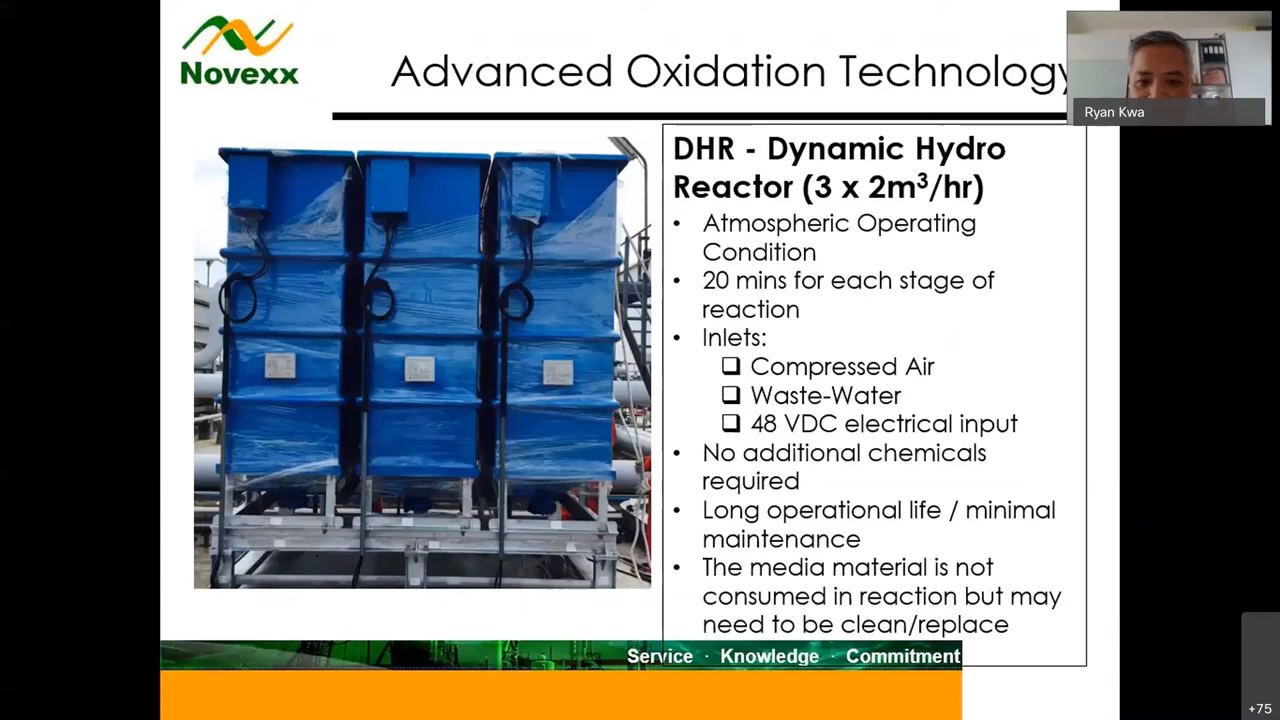 Novexx
Advanced Oxidation Technology
Ryan Kwa
DHR - Dynamic Hydro
Reactor (3 x 2m³/hr)
• Atmospheric Operating
Condition
• 20 mins for each stage of
reaction
• Inlets:
❑ Compressed Air
❑ Waste-Water
❑ 48 VDC electrical input
• No additional chemicals
required
• Long operational life / minimal
maintenance
• The media material is not
consumed in reaction but may
need to be clean/replace
Service · Knowledge · Commitment
+75